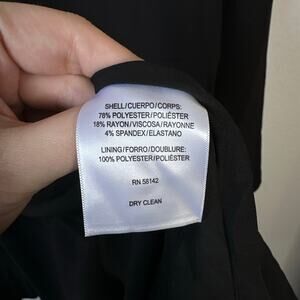 SHELL/CUERPO/CORPS:
78% POLYESTER/POLIÉSTER
18% RAYON/VISCOSA/RAYONNE
4% SPANDEX/ELASTANO
LINING/FORRO/DOUBLURE:
100% POLYESTER/POLIÉSTER
RN 58142
DRY CLEAN